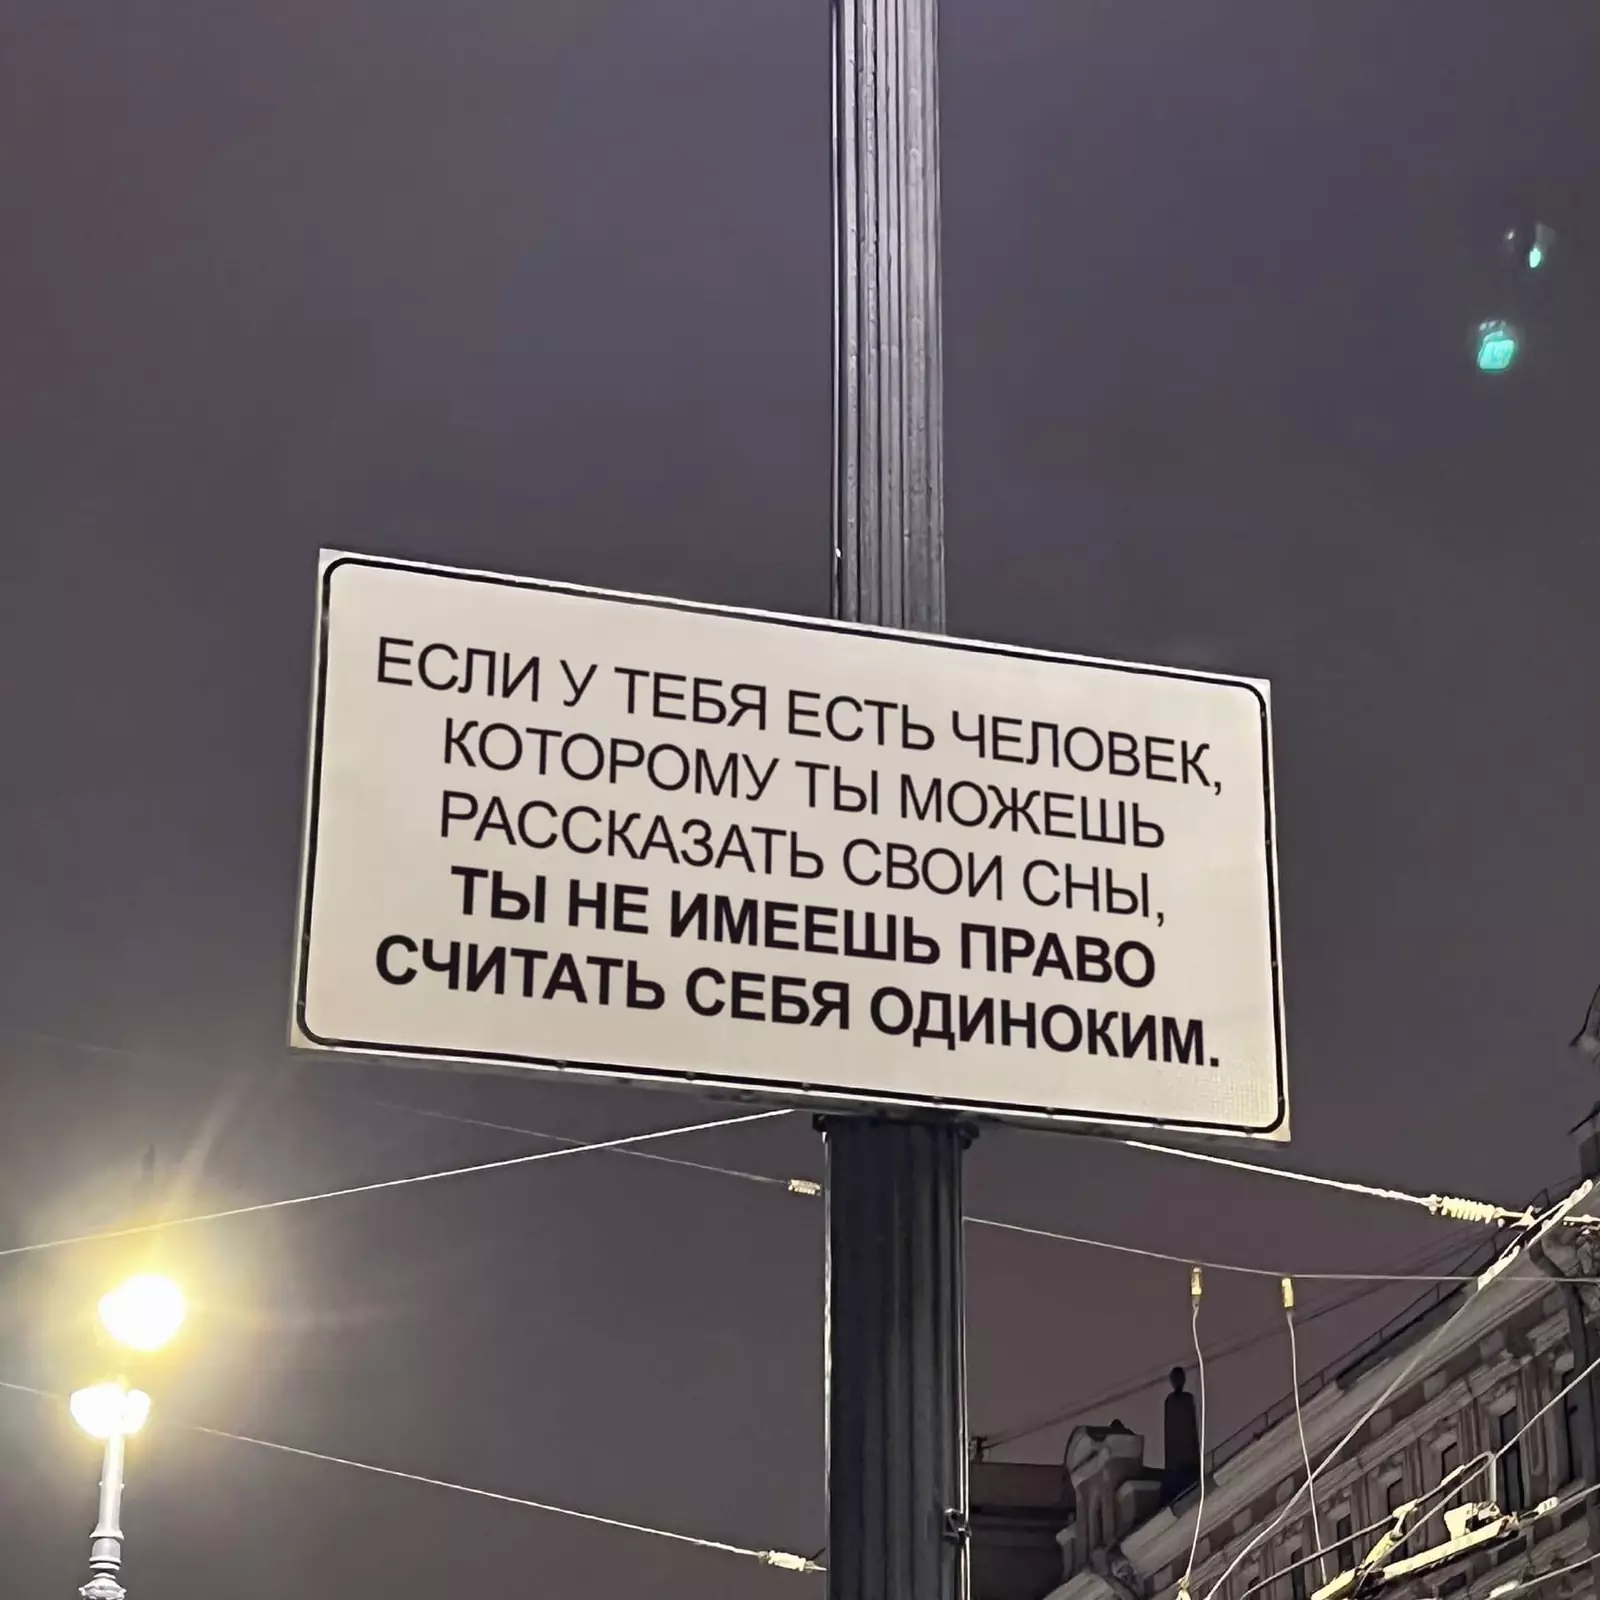 ЕСЛИ У ТЕБЯ ЕСТЬ ЧЕЛОВЕК,
КОТОРОМУ ТЫ МОЖЕШЬ
РАССКАЗАТЬ СВОИ СНЫ,
ТЫ НЕ ИМЕЕШЬ ПРАВО
СЧИТАТЬ СЕБЯ ОДИНОКИМ.